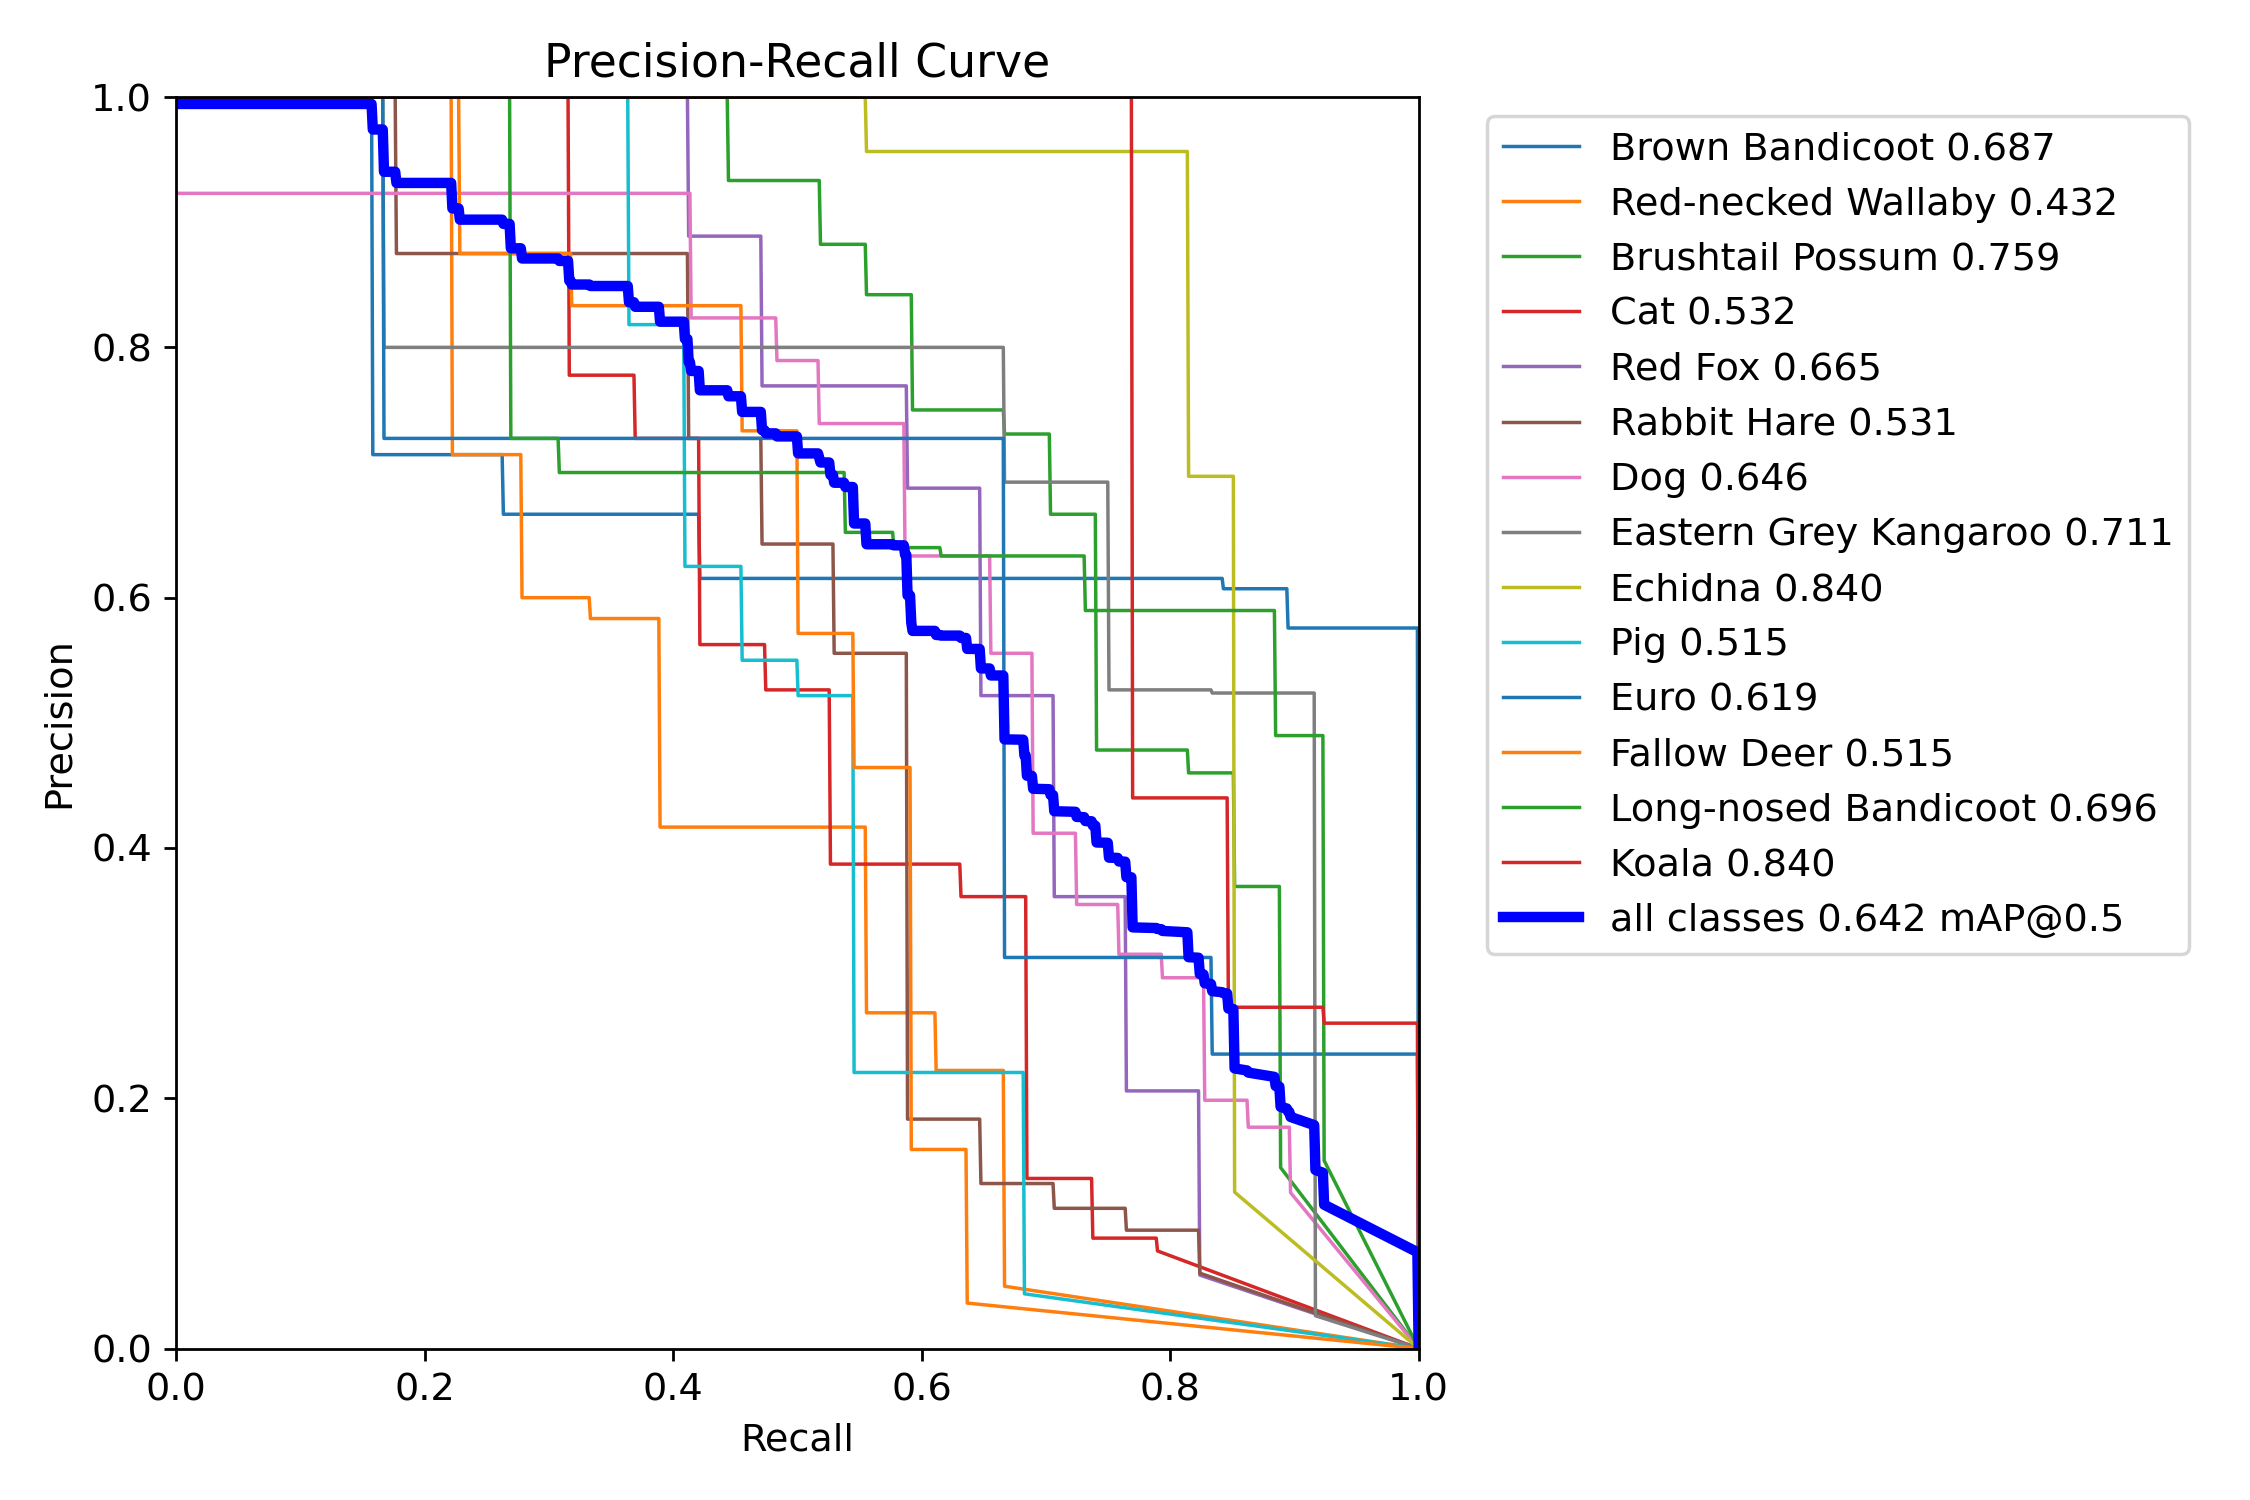 Precision-Recall Curve
1.0
0.8
0.6
0.4
0.2
0.0
Precision
0.0 0.2 0.4 0.6 0.8 1.0
Recall
Brown Bandicoot 0.687
Red-necked Wallaby 0.432
Brushtail Possum 0.759
Cat 0.532
Red Fox 0.665
Rabbit Hare 0.531
Dog 0.646
Eastern Grey Kangaroo 0.711
Echidna 0.840
Pig 0.515
Euro 0.619
Fallow Deer 0.515
Long-nosed Bandicoot 0.696
Koala 0.840
all classes 0.642 mAP@0.5